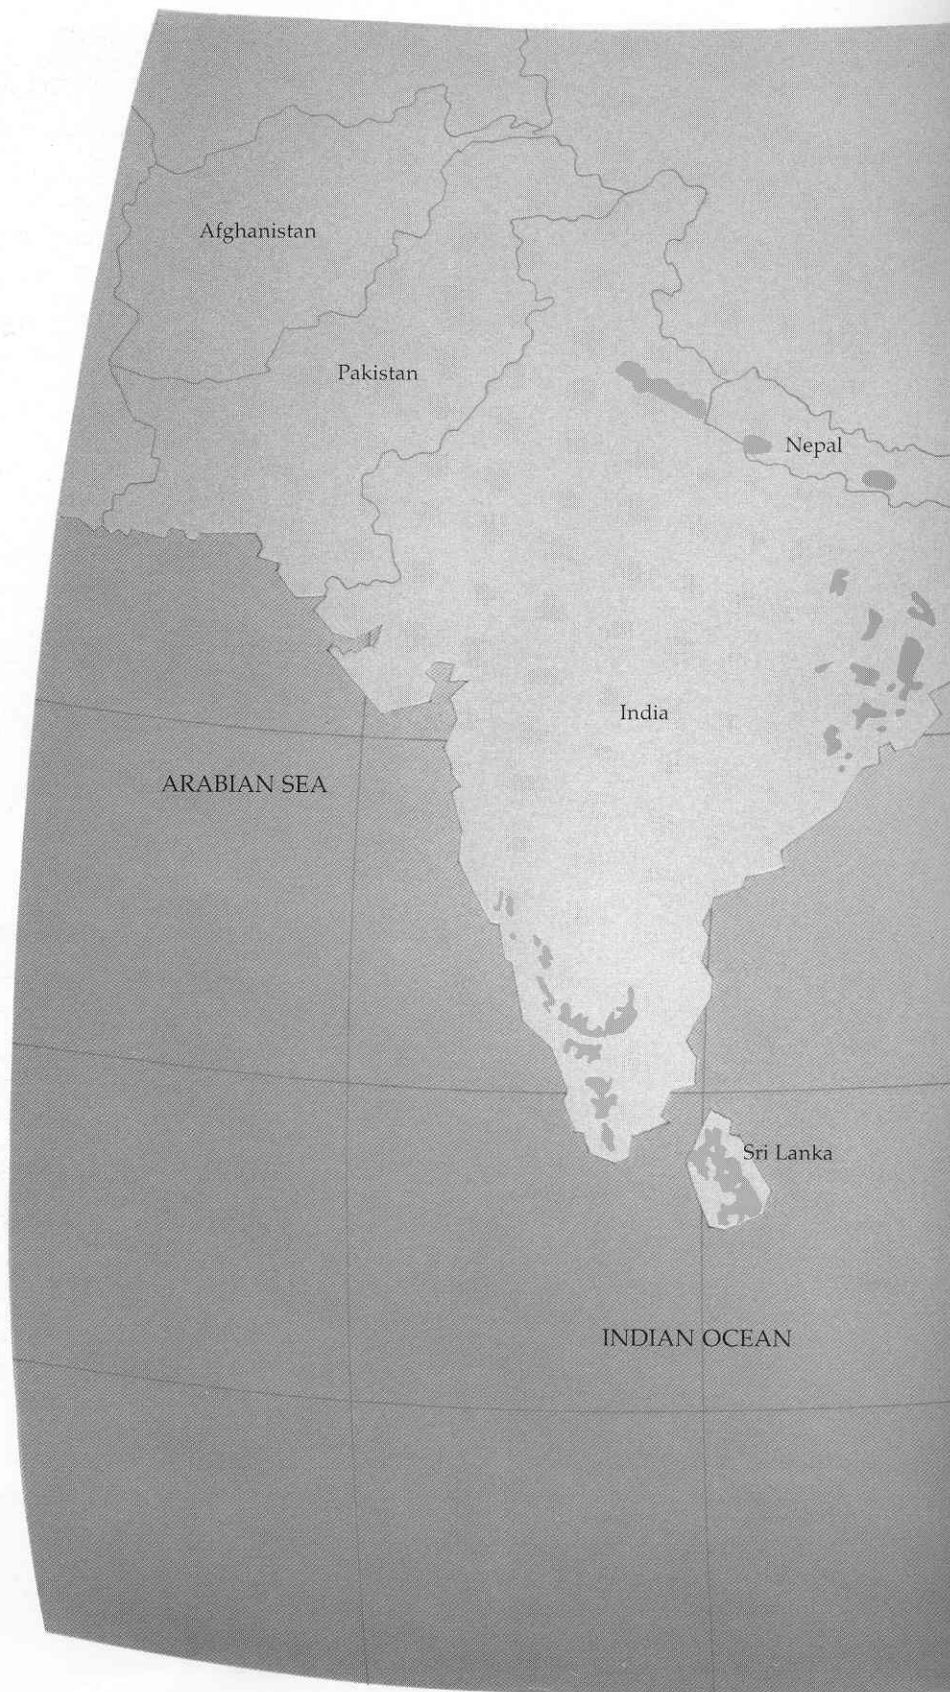 Afghanistan
Pakistan
Nepal
India
ARABIAN SEA
Sri Lanka
INDIAN OCEAN